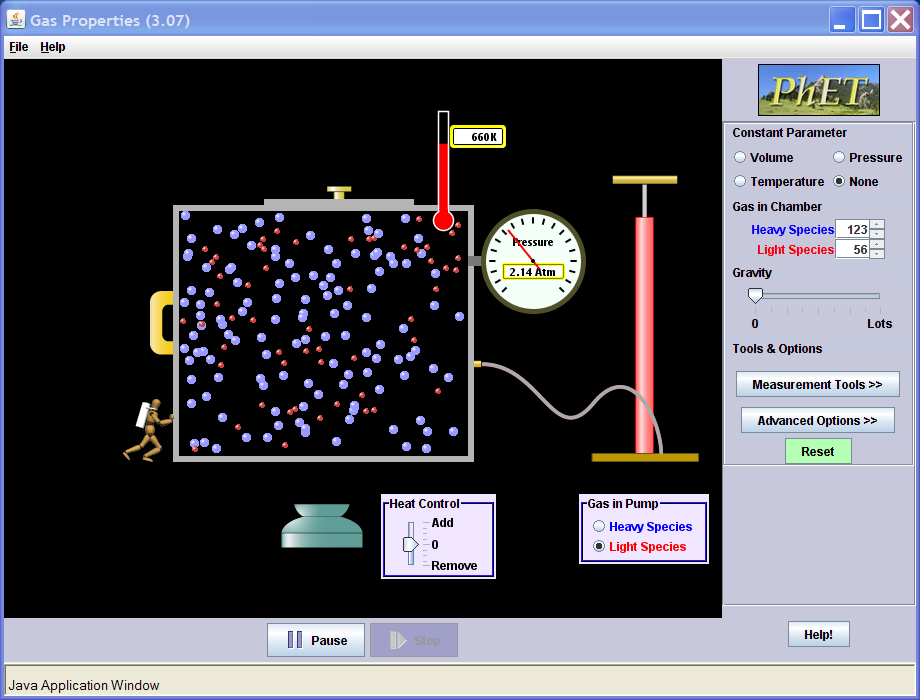 Gas Properties (3.07)
File Help
PhET
660K
Constant Parameter
Volume Pressure
Temperature None
Gas in Chamber
Heavy Species 123
Light Species 56
Pressure
2.14 Atm
Gravity
0 Lots
Tools & Options
Measurement Tools >>
Advanced Options >>
Reset
Heat Control
Add
0
Remove
Gas in Pump
Heavy Species
Light Species
Pause Step
Help!
Java Application Window